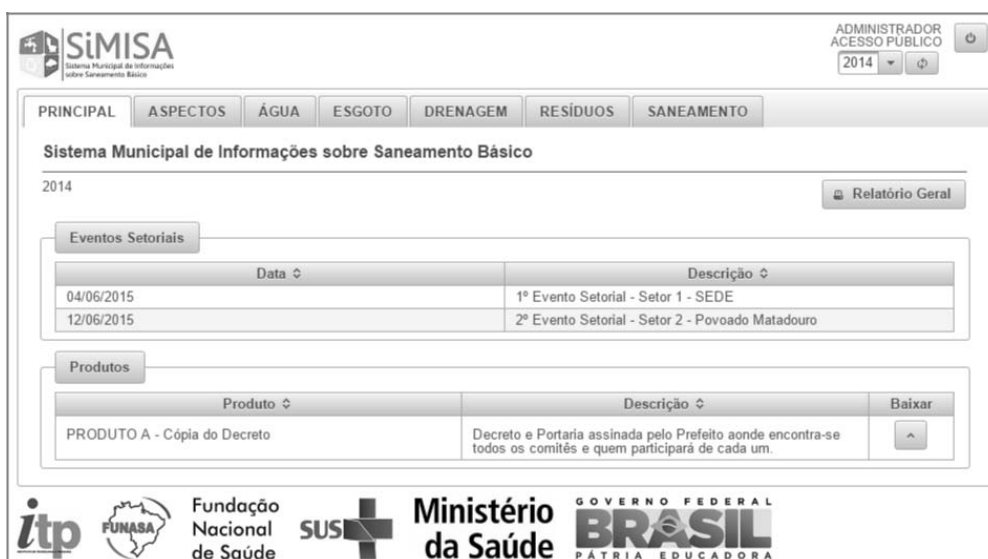 SiMISA
Sistema Municipal de Informações
sobre Saneamento Básico
ADMINISTRADOR
ACESSO PÚBLICO
2014
PRINCIPAL ASPECTOS ÁGUA ESGOTO DRENAGEM RESÍDUOS SANEAMENTO
Sistema Municipal de Informações sobre Saneamento Básico
2014
Relatório Geral
Eventos Setoriais
Data Descrição
04/06/2015 1º Evento Setorial - Setor 1 - SEDE
12/06/2015 2º Evento Setorial - Setor 2 - Povoado Matadouro
Produtos
Produto Descrição Baixar
PRODUTO A - Cópia do Decreto Decreto e Portaria assinada pelo Prefeito aonde encontra-se
todos os comitês e quem participará de cada um.
itp
FUNASA
Fundação
Nacional
de Saúde
SUS
Ministério
da Saúde
GOVERNO FEDERAL
BRASIL
PÁTRIA EDUCADORA